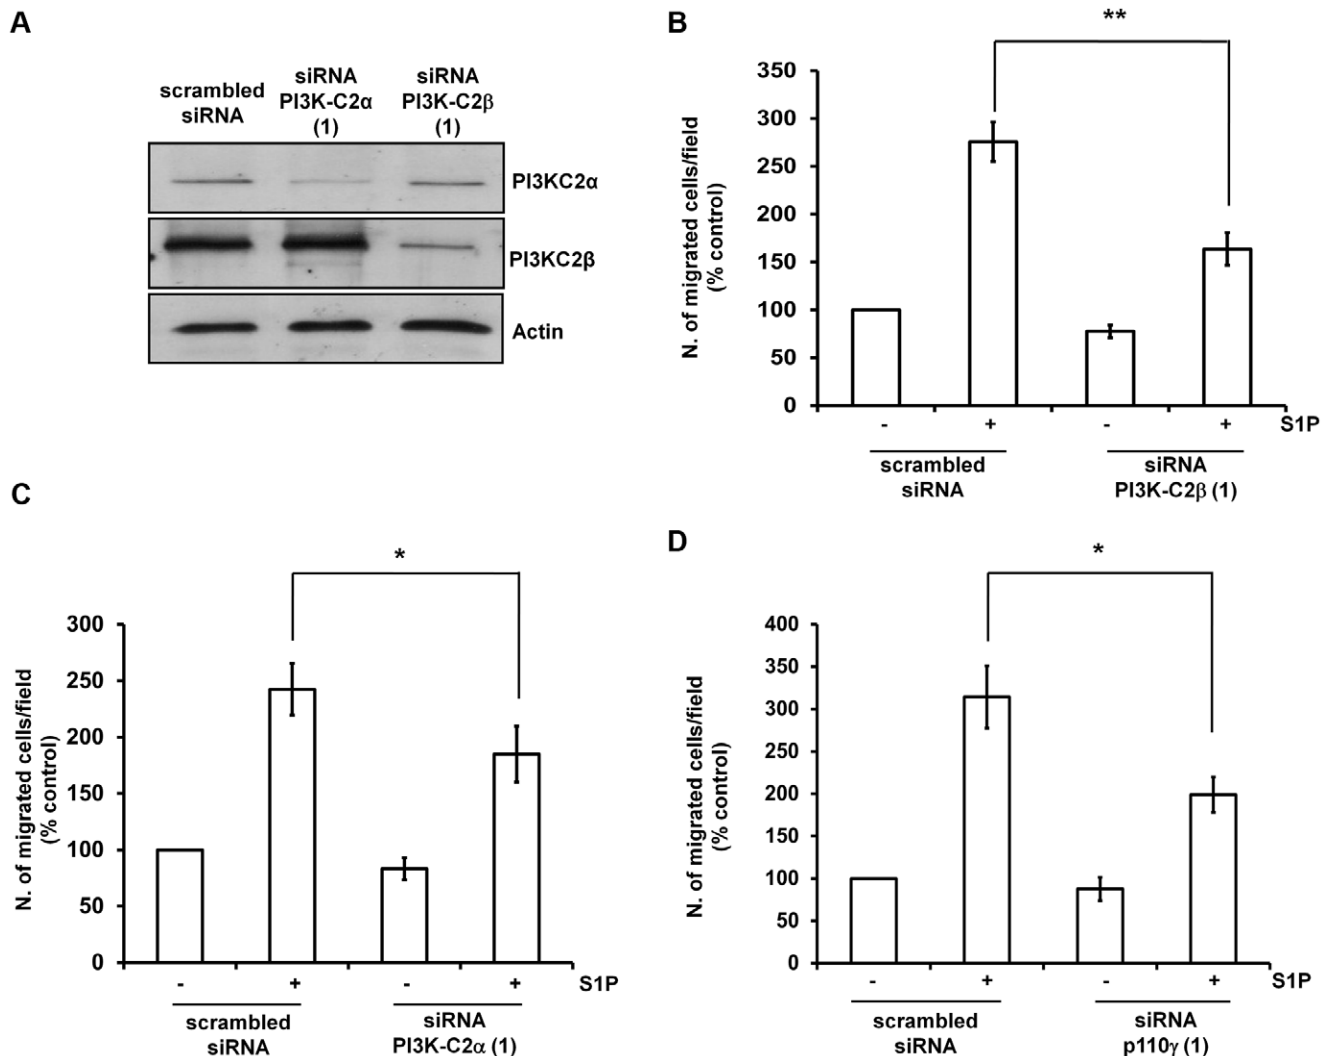 A
scrambled
siRNA
siRNA
PI3K-C2α
(1)
siRNA
PI3K-C2β
(1)
PI3KC2α
PI3KC2β
Actin
B
**
N. of migrated cells/field
(% control)
350
300
250
200
150
100
50
0
- + - + S1P
scrambled
siRNA
siRNA
PI3K-C2β (1)
C
*
N. of migrated cells/field
(% control)
300
250
200
150
100
50
0
- + - + S1P
scrambled
siRNA
siRNA
PI3K-C2α (1)
D
*
N. of migrated cells/field
(% control)
400
350
300
250
200
150
100
50
0
- + - + S1P
scrambled
siRNA
siRNA
p110γ (1)